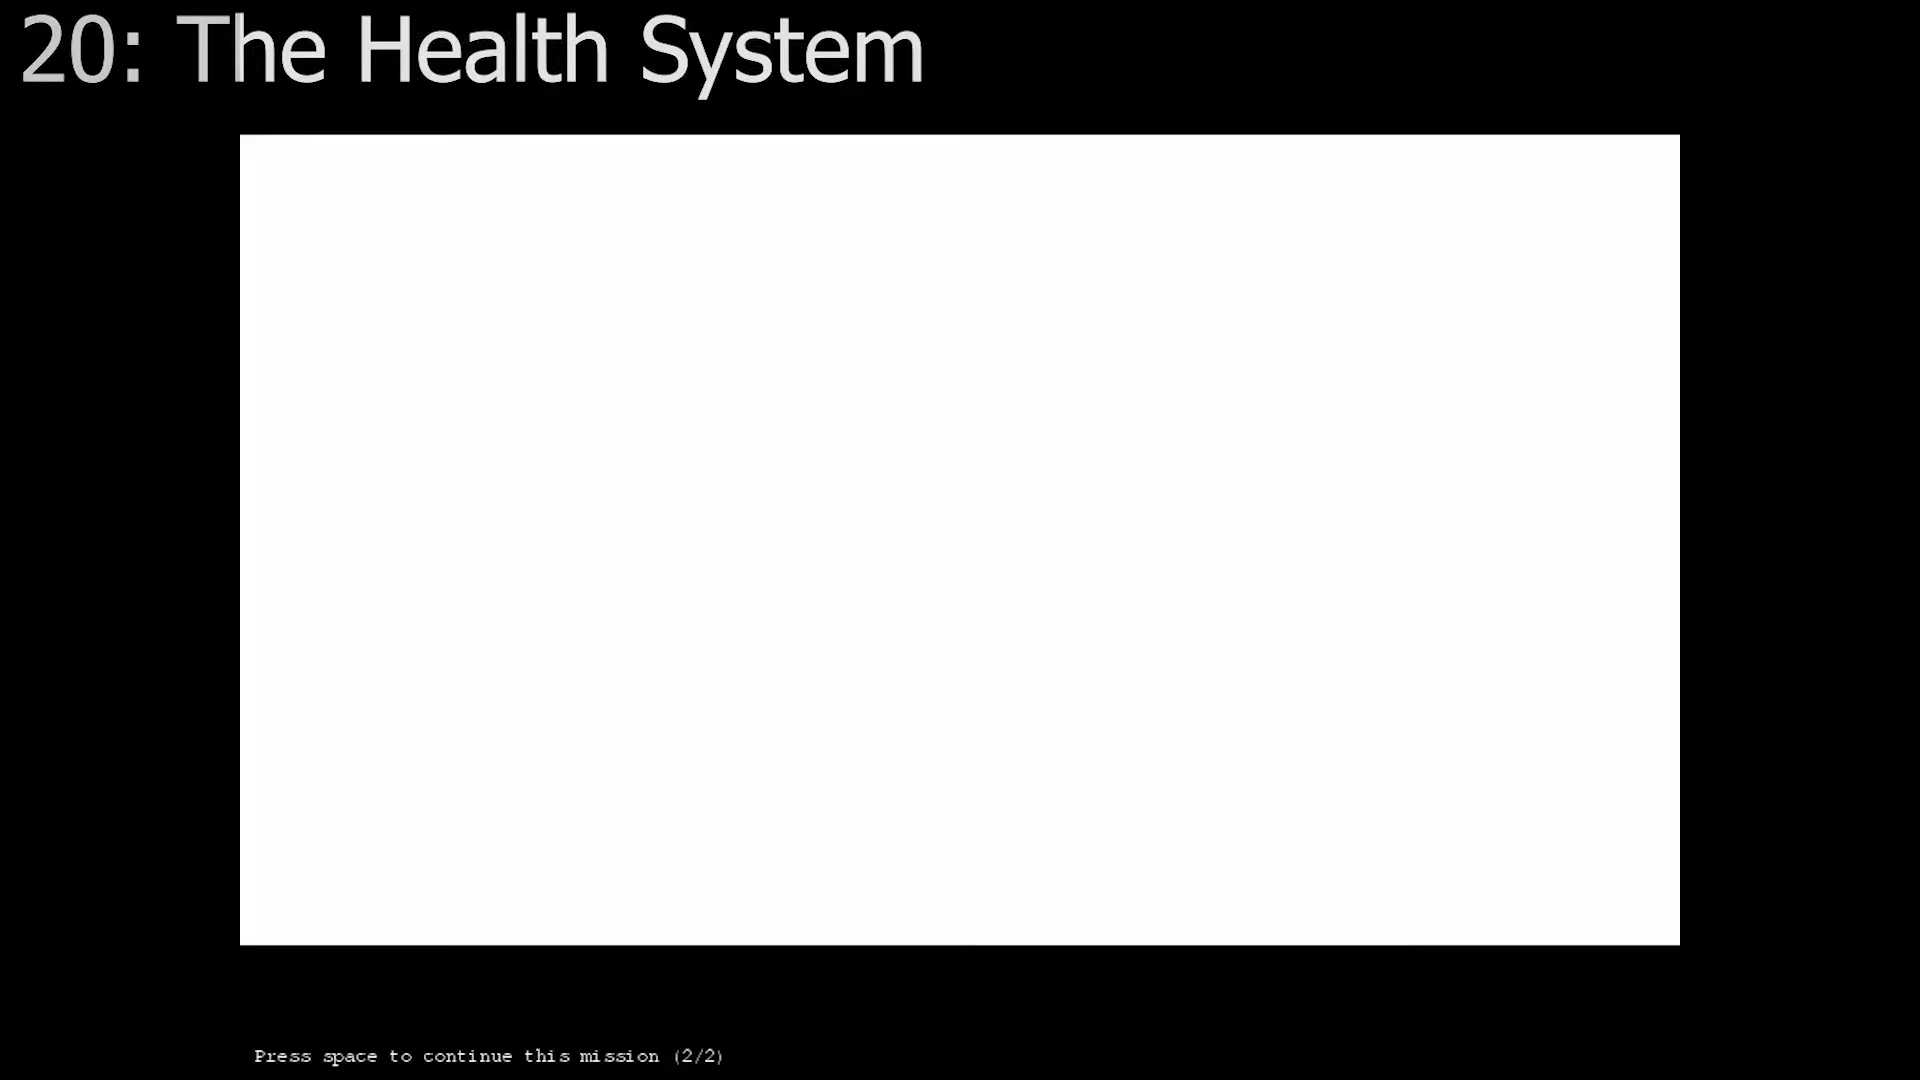 20: The Health System
Press space to continue this mission (2/2)